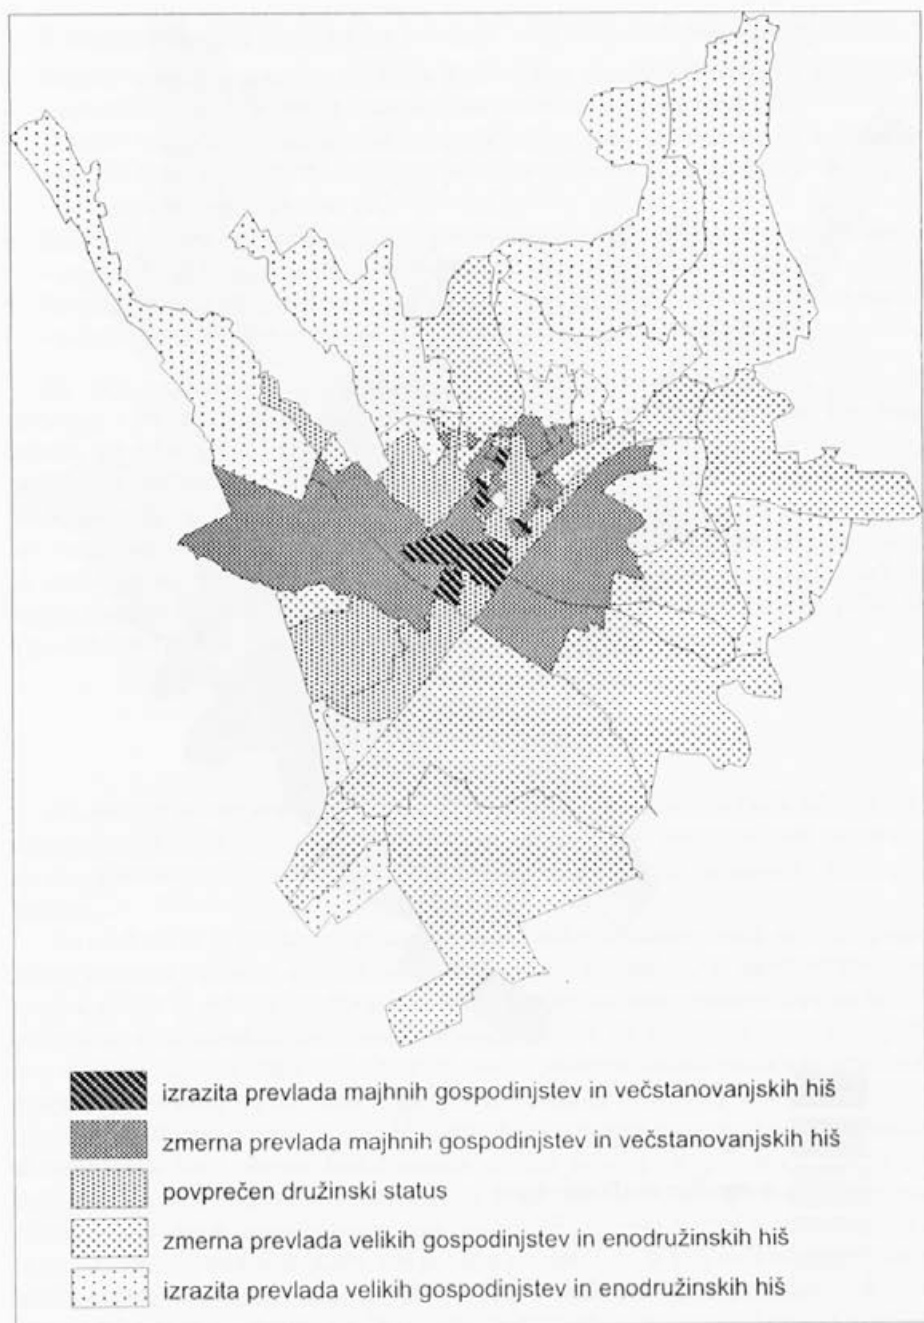 izrazita prevlada majhnih gospodinjstev in večstanovanjskih hiš
zmerna prevlada majhnih gospodinjstev in večstanovanjskih hiš
povprečen družinski status
zmerna prevlada velikih gospodinjstev in enodružinskih hiš
izrazita prevlada velikih gospodinjstev in enodružinskih hiš